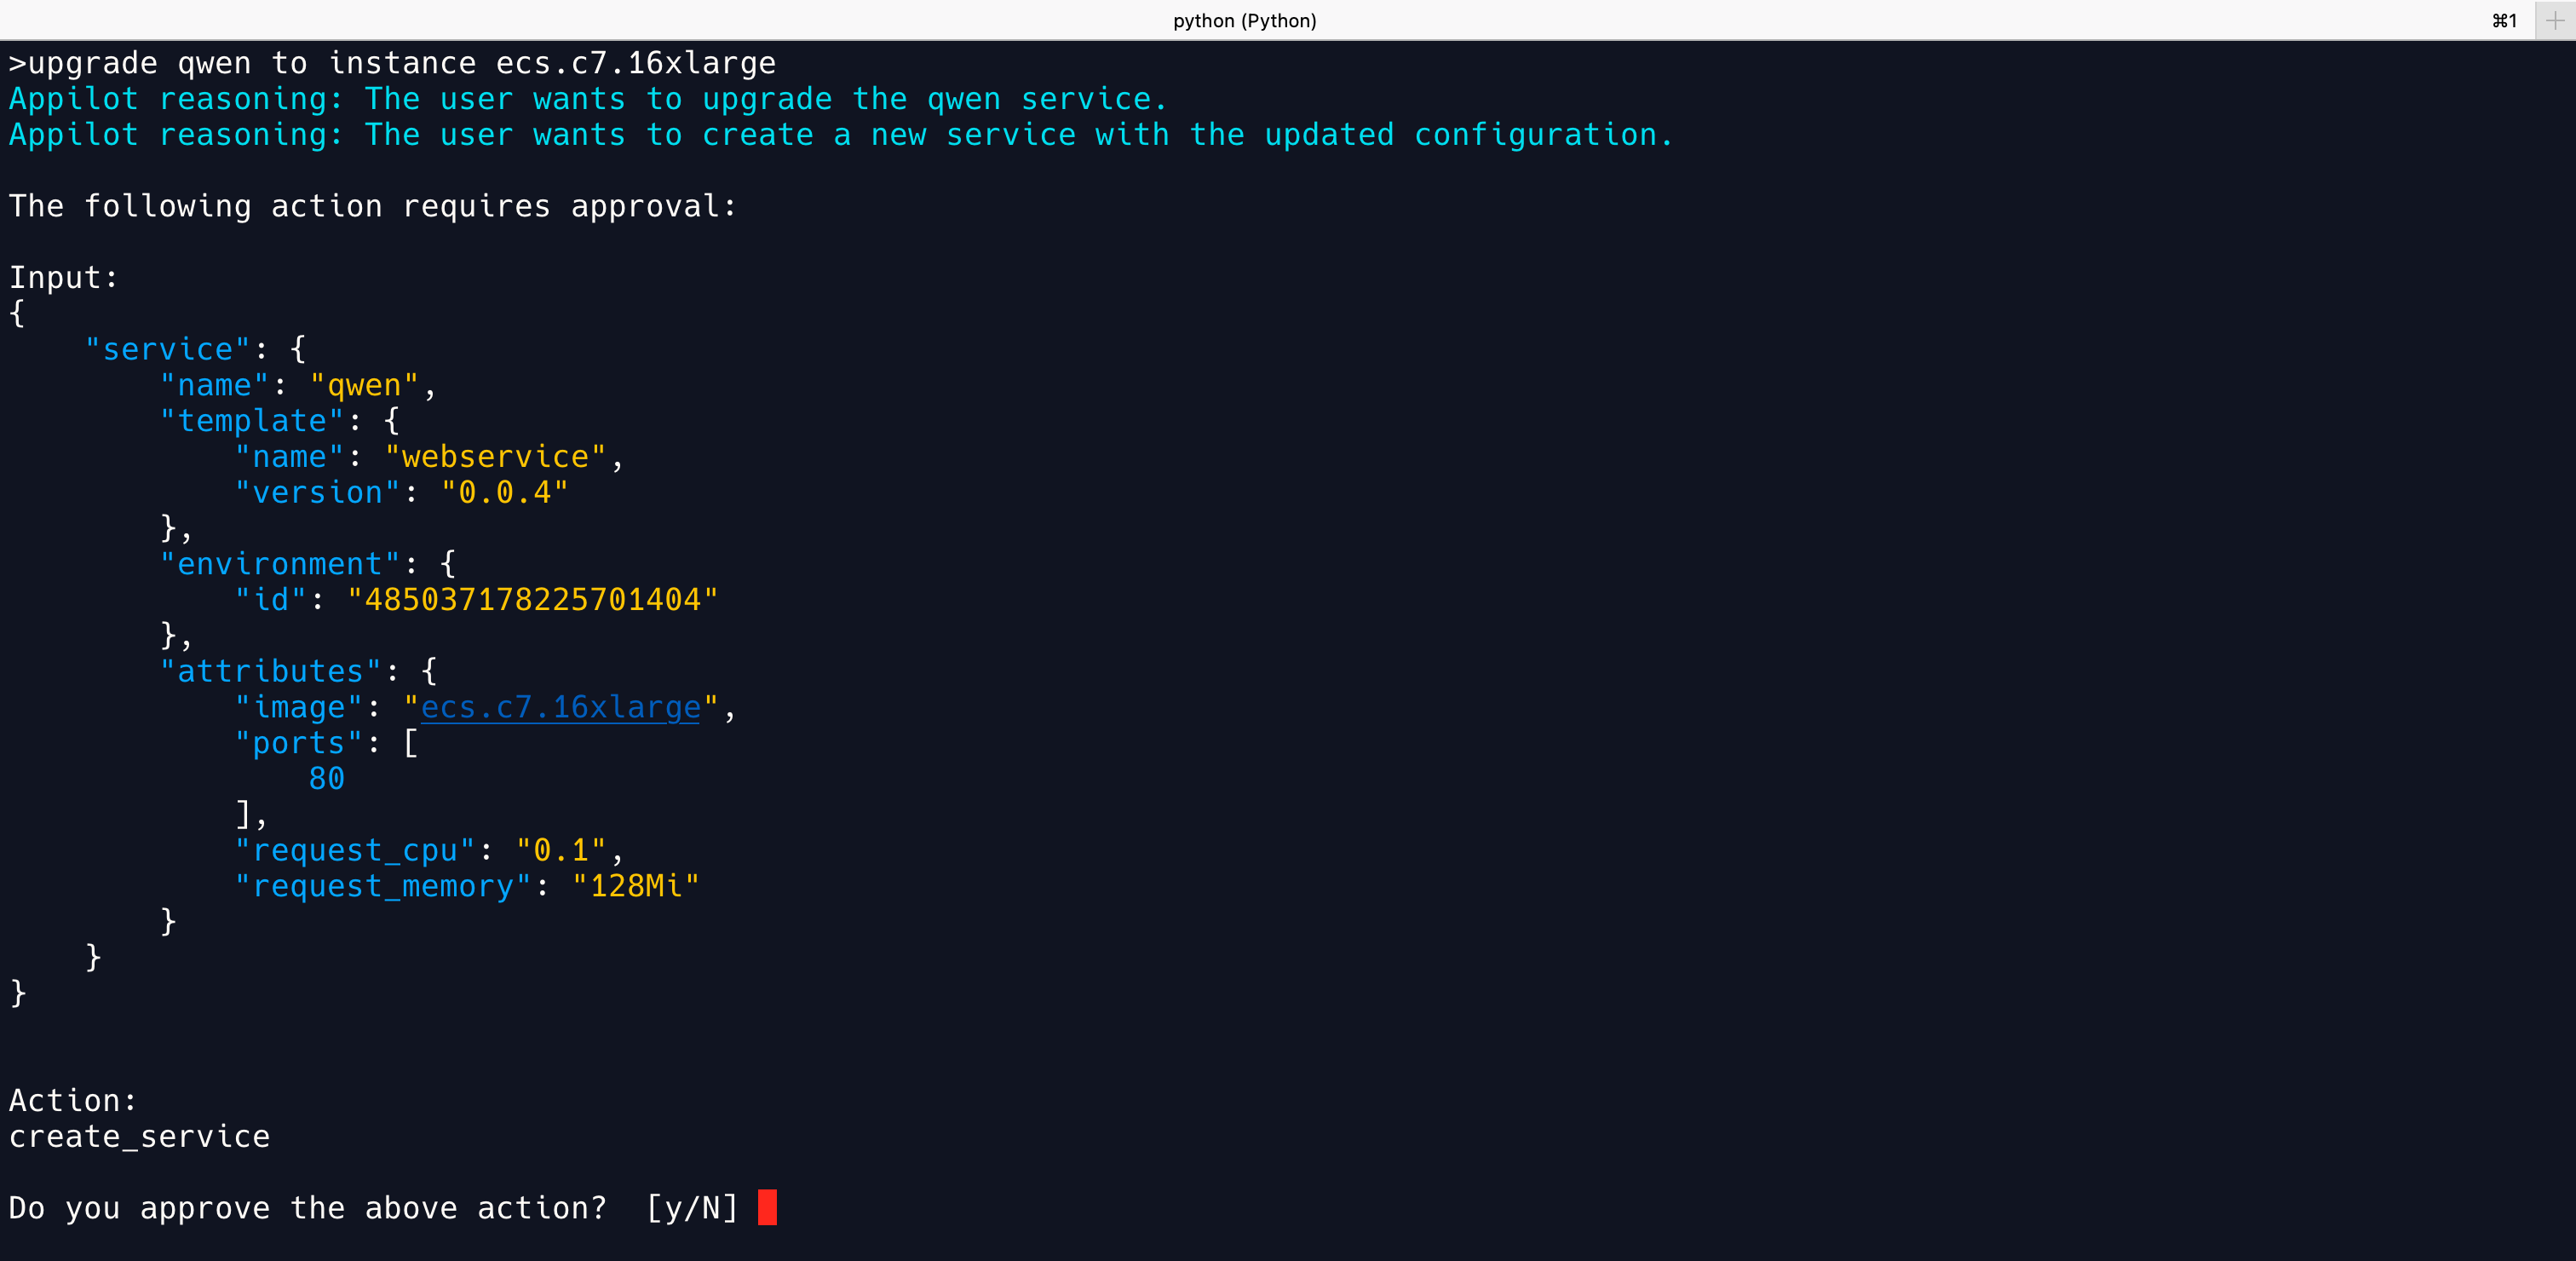 python (Python)
⌘1
>upgrade qwen to instance ecs.c7.16xlarge
Appilot reasoning: The user wants to upgrade the qwen service.
Appilot reasoning: The user wants to create a new service with the updated configuration.
The following action requires approval:
Input:
{
    "service": {
        "name": "qwen",
        "template": {
            "name": "webservice",
            "version": "0.0.4"
        },
        "environment": {
            "id": "485037178225701404"
        },
        "attributes": {
            "image": "ecs.c7.16xlarge",
            "ports": [
                80
            ],
            "request_cpu": "0.1",
            "request_memory": "128Mi"
        }
    }
}
Action:
create_service
Do you approve the above action?  [y/N]